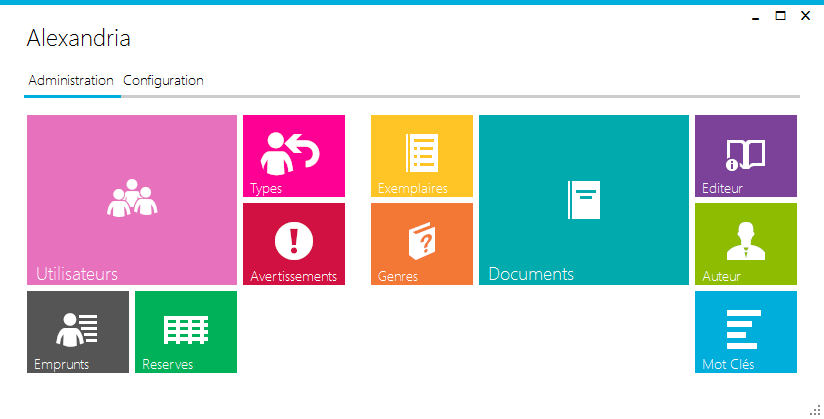 Alexandria
Administration Configuration
Utilisateurs
Types
Avertissements
Emprunts
Reserves
Exemplaires
Genres
Documents
Editeur
Auteur
Mot Clés